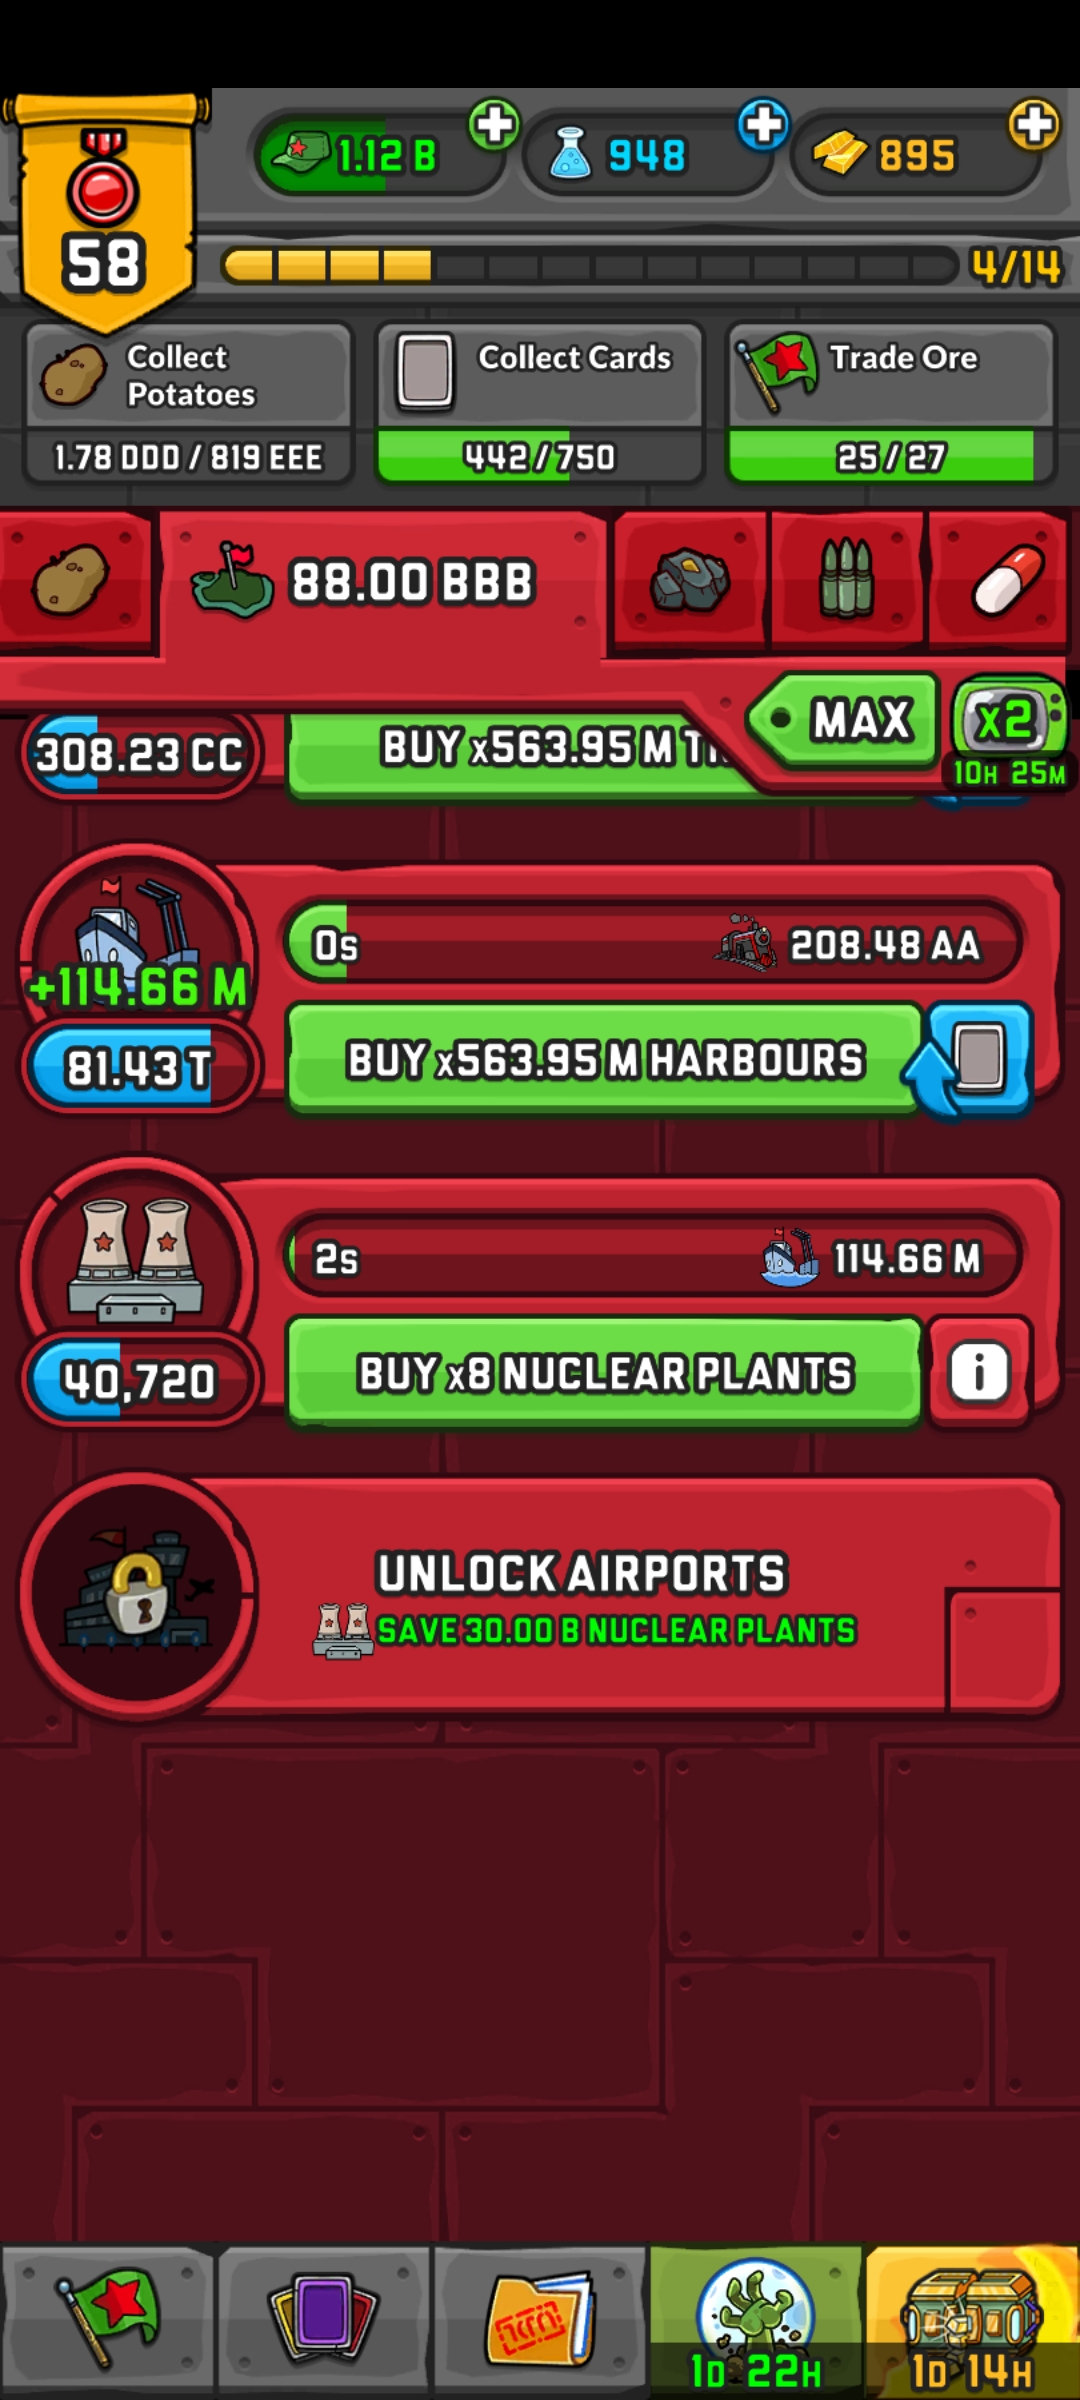 58
1.12 B
948
895
4/14
Collect
Potatoes
1.78 DDD / 819 EEE
Collect Cards
442/750
Trade Ore
25/27
88.00 BBB
MAX
x2
10H 25M
308.23 CC
BUY x563.95 M
0s
208.48 AA
+114.66 M
81.43 T
BUY x563.95 M HARBOURS
2s
114.66 M
40,720
BUY x8 NUCLEAR PLANTS
i
UNLOCK AIRPORTS
SAVE 30.00 B NUCLEAR PLANTS
1D 22H
1D 14H